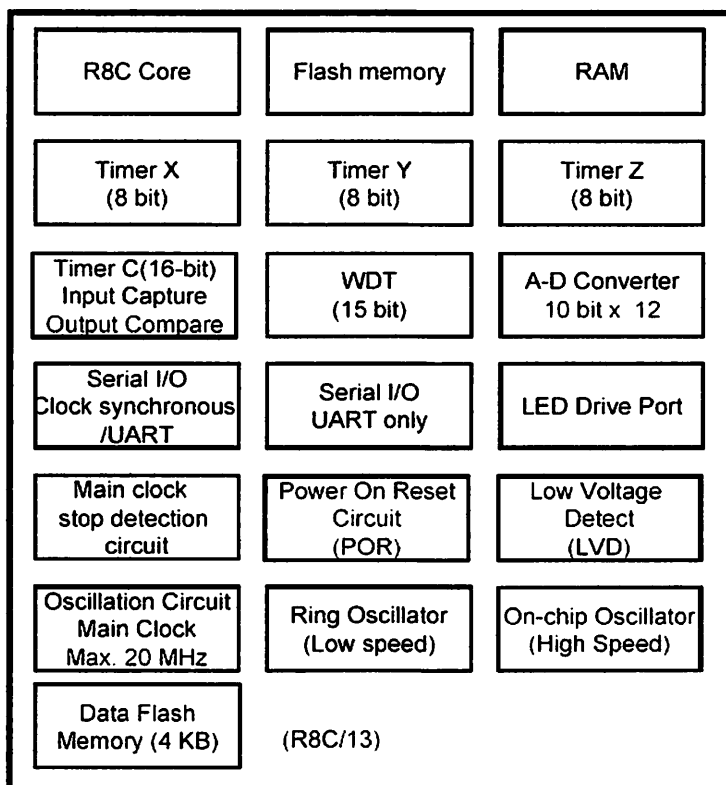 R8C Core
Flash memory
RAM
Timer X
(8 bit)
Timer Y
(8 bit)
Timer Z
(8 bit)
Timer C(16-bit)
Input Capture
Output Compare
WDT
(15 bit)
A-D Converter
10 bit x 12
Serial I/O
Clock synchronous
/UART
Serial I/O
UART only
LED Drive Port
Main clock
stop detection
circuit
Power On Reset
Circuit
(POR)
Low Voltage
Detect
(LVD)
Oscillation Circuit
Main Clock
Max. 20 MHz
Ring Oscillator
(Low speed)
On-chip Oscillator
(High Speed)
Data Flash
Memory (4 KB)
(R8C/13)